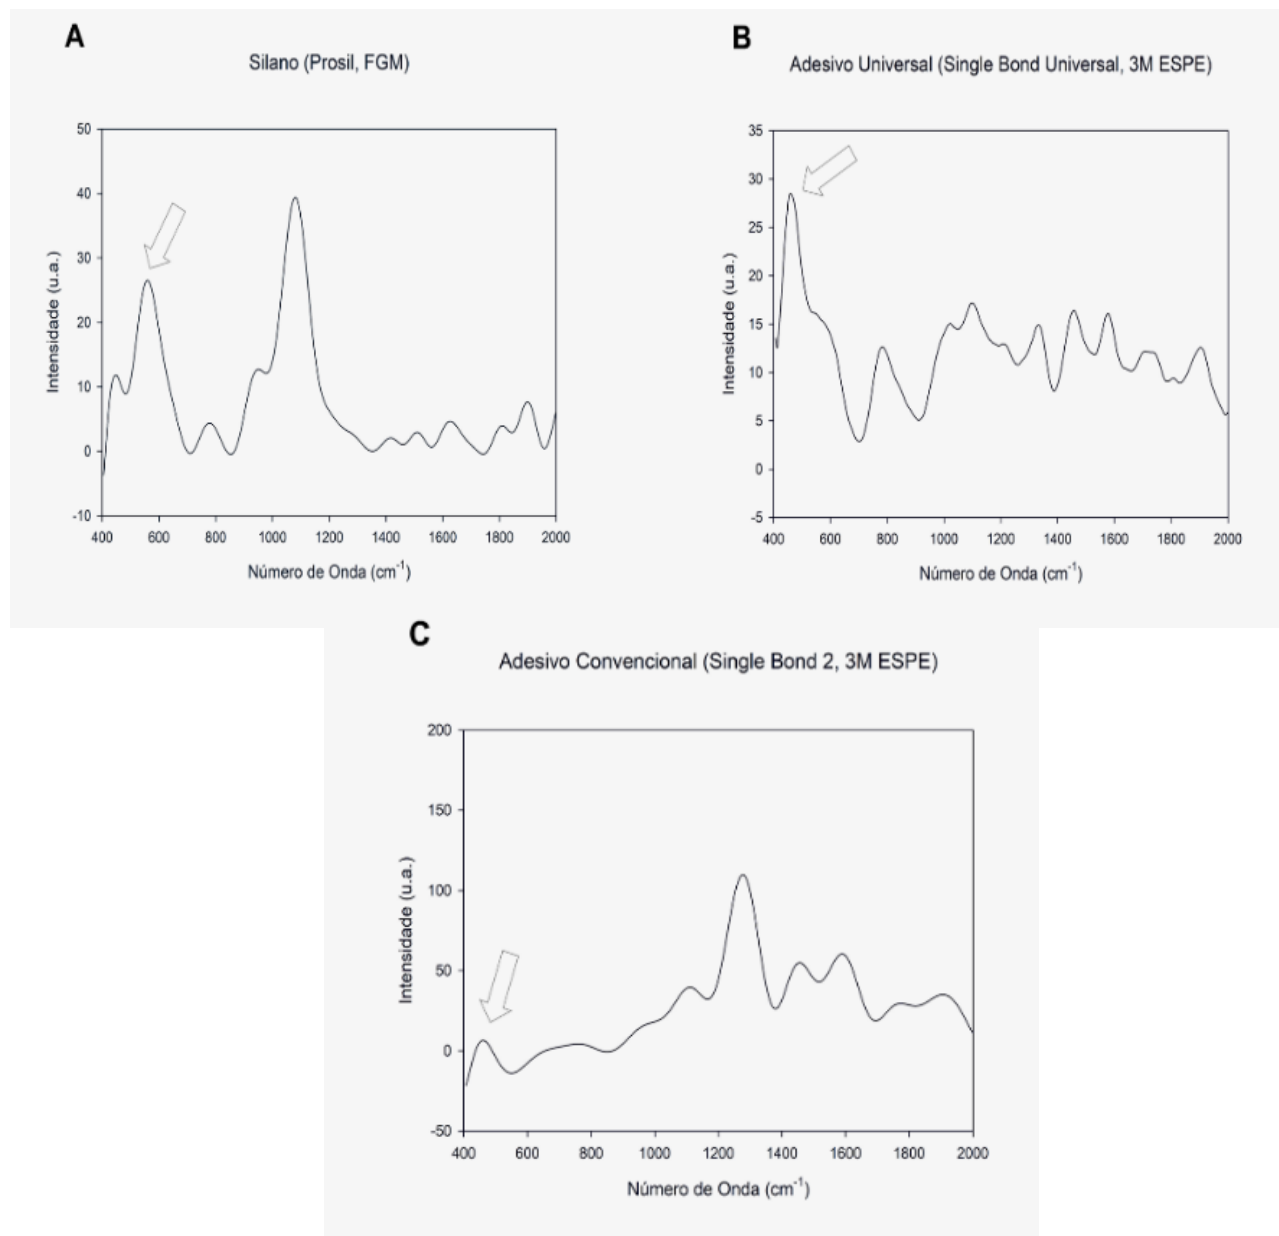 A
Silano (Prosil, FGM)
50
40
30
20
10
0
-10
Intensidade (u.a.)
400 600 800 1000 1200 1400 1600 1800 2000
Número de Onda (cm⁻¹)
B
Adesivo Universal (Single Bond Universal, 3M ESPE)
35
30
25
20
15
10
5
0
-5
Intensidade (u.a.)
400 600 800 1000 1200 1400 1600 1800 2000
Número de Onda (cm⁻¹)
C
Adesivo Convencional (Single Bond 2, 3M ESPE)
200
150
100
50
0
-50
Intensidade (u.a.)
400 600 800 1000 1200 1400 1600 1800 2000
Número de Onda (cm⁻¹)